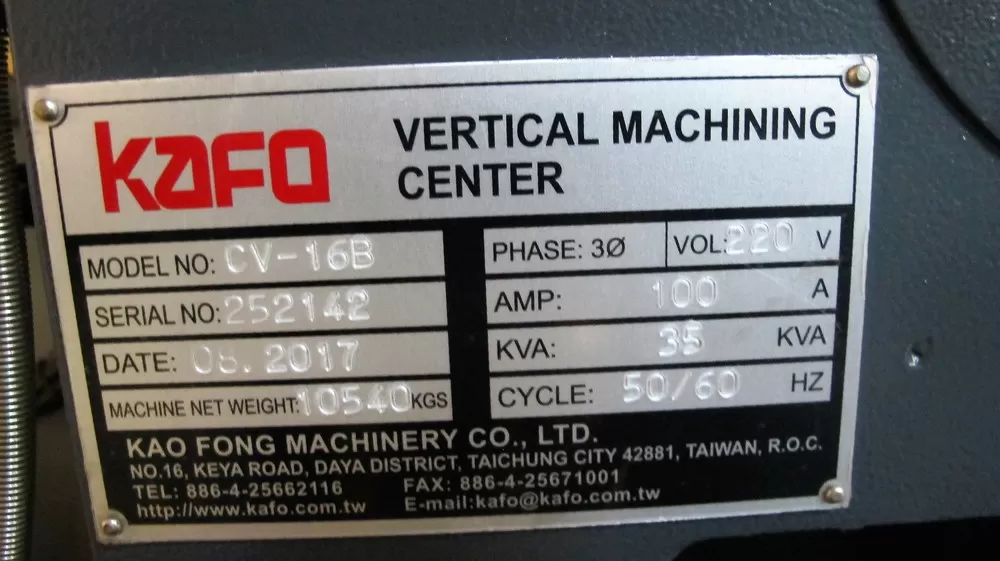 KAFO
VERTICAL MACHINING
CENTER
MODEL NO: CV-16B
SERIAL NO: 252142
DATE: 08.2017
MACHINE NET WEIGHT: 10540 KGS
PHASE: 3Ø VOL: 220 V
AMP: 100 A
KVA: 35 KVA
CYCLE: 50/60 HZ
KAO FONG MACHINERY CO., LTD.
NO.16, KEYA ROAD, DAYA DISTRICT, TAICHUNG CITY 42881, TAIWAN, R.O.C.
TEL: 886-4-25662116 FAX: 886-4-25671001
http://www.kafo.com.tw E-mail:kafo@kafo.com.tw